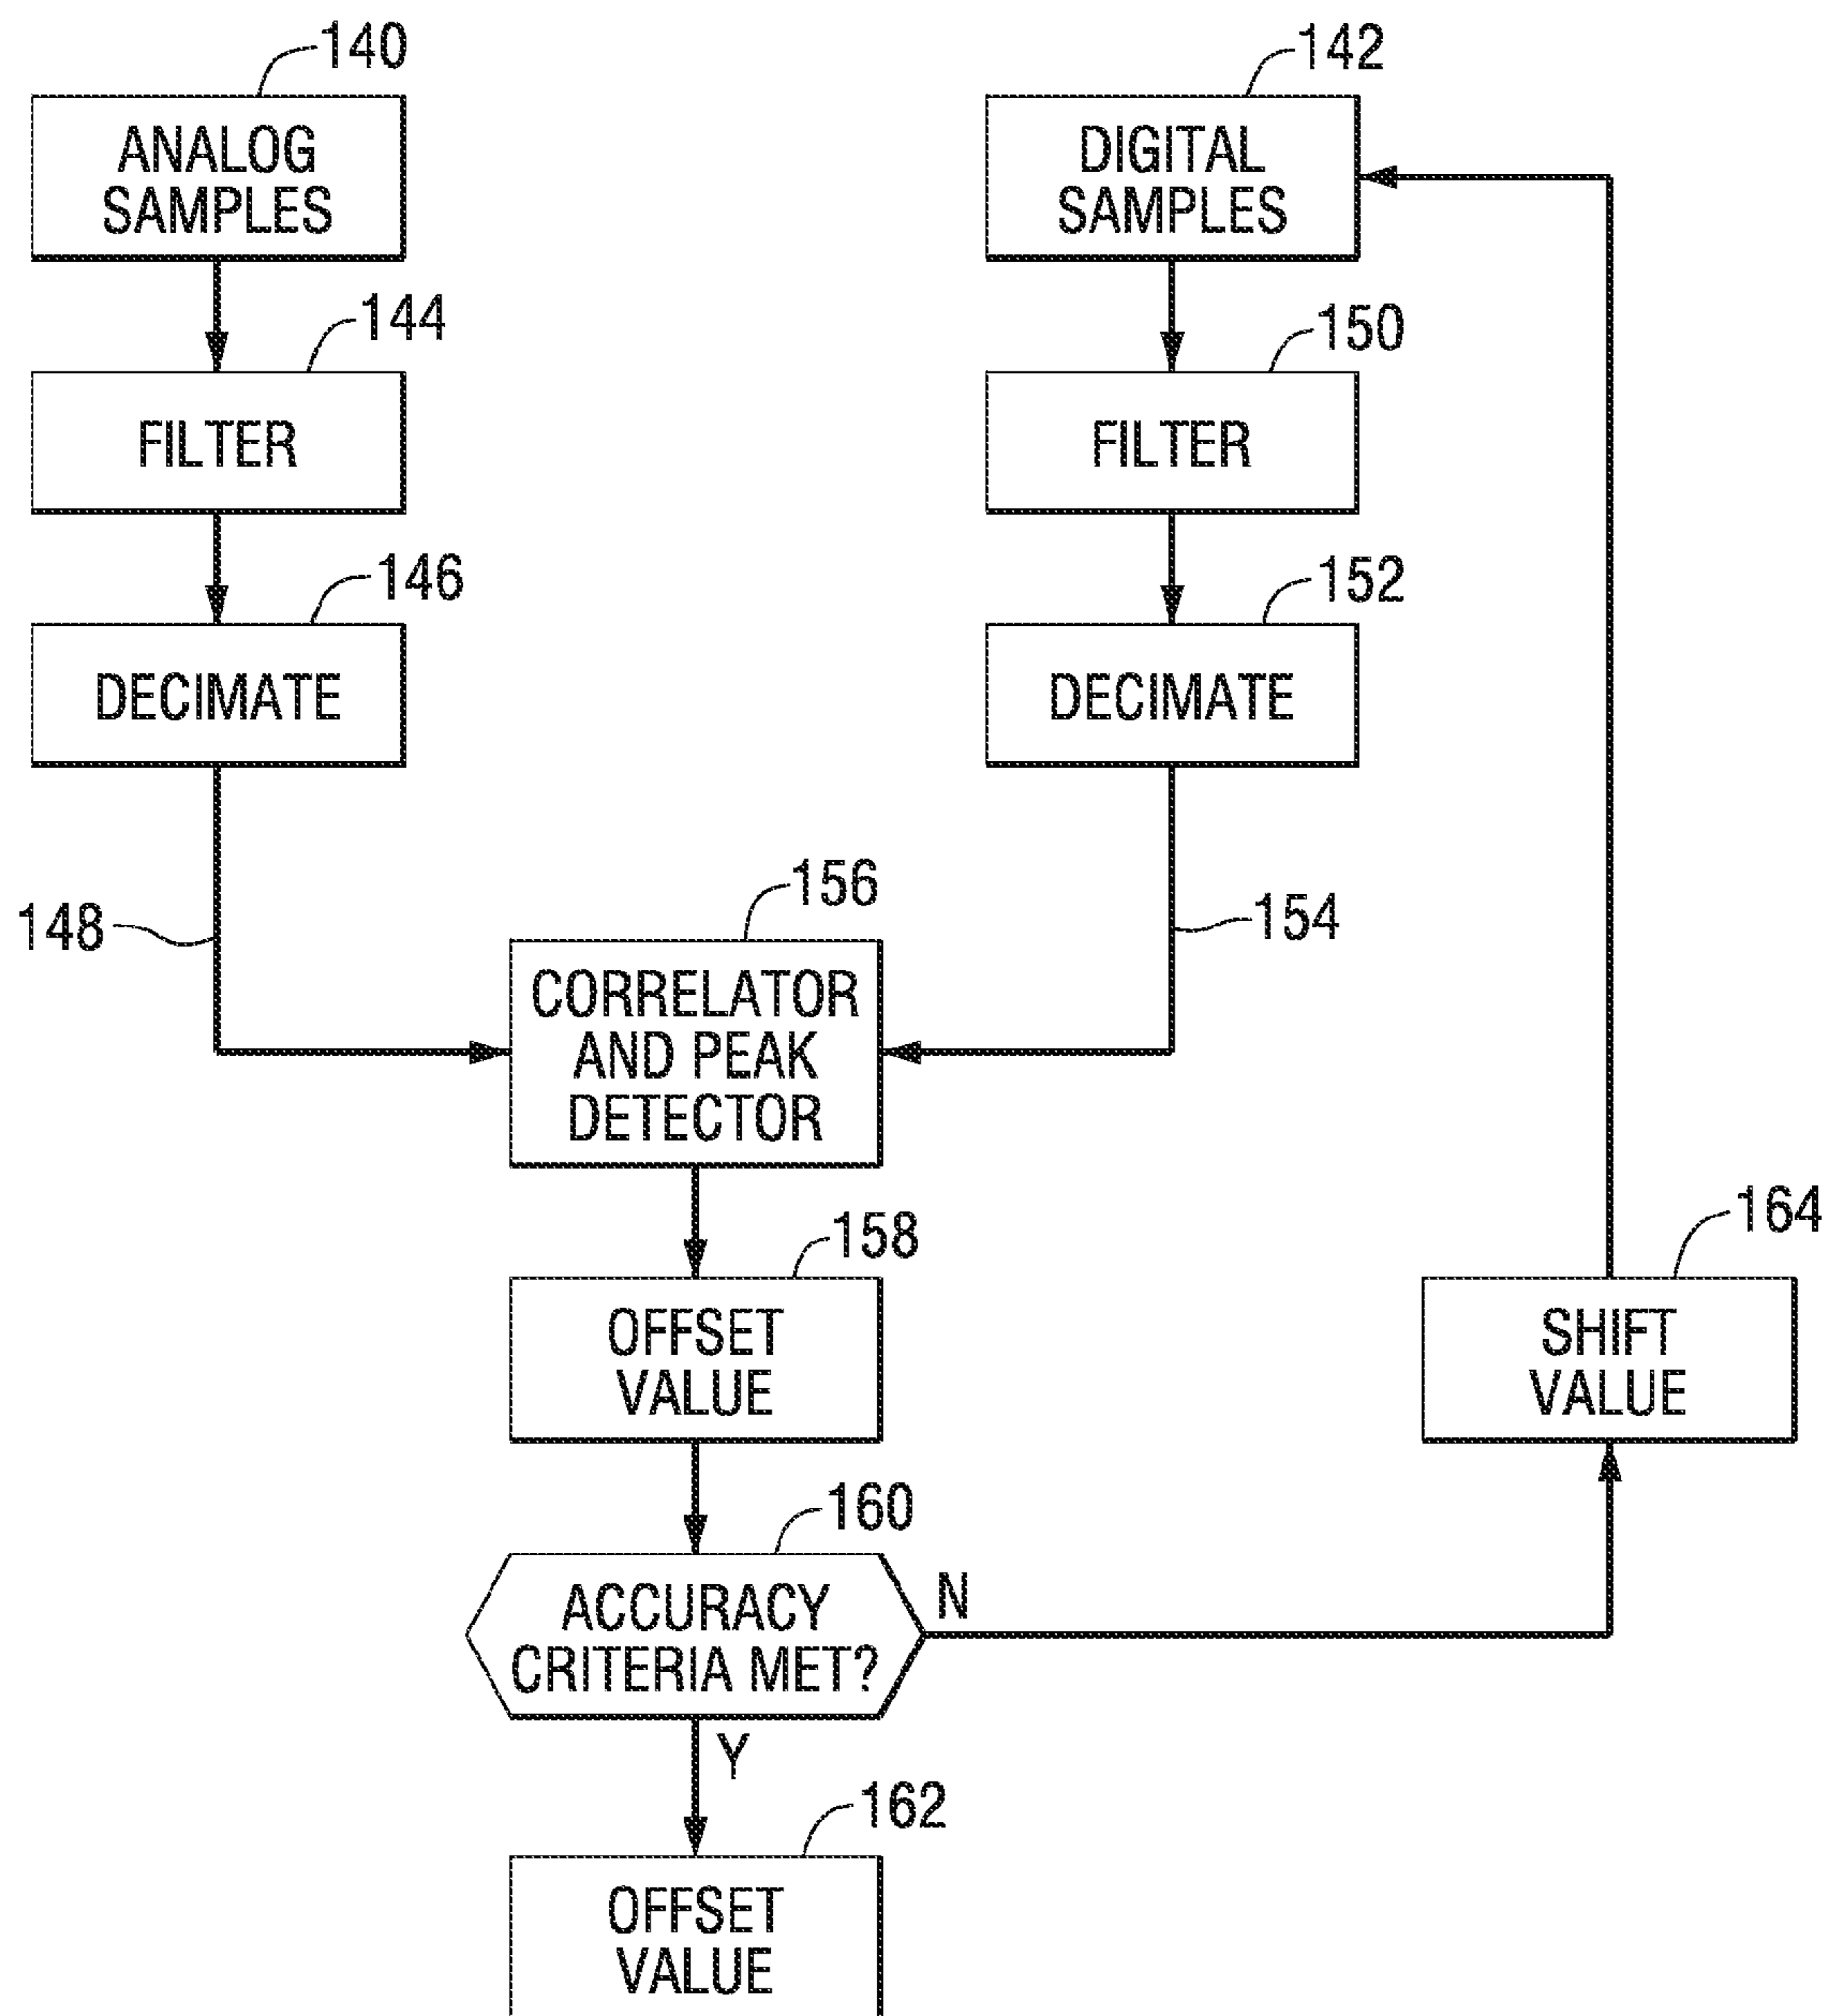 140
142
ANALOG
SAMPLES
DIGITAL
SAMPLES
144
150
FILTER
FILTER
146
152
DECIMATE
DECIMATE
148
156
154
CORRELATOR
AND PEAK
DETECTOR
158
164
OFFSET
VALUE
SHIFT
VALUE
160
ACCURACY
CRITERIA MET?
N
Y
162
OFFSET
VALUE